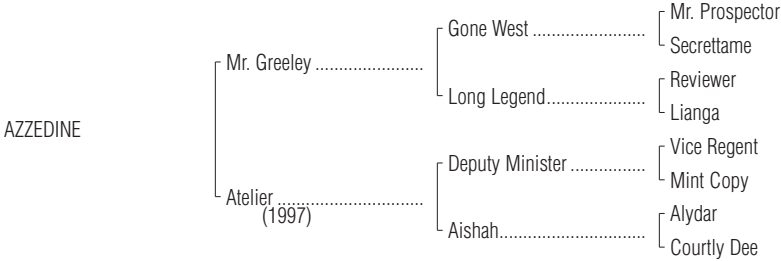 Mr. Prospector
Gone West ........................
Secrettame
Mr. Greeley .......................
Reviewer
Long Legend.....................
Lianga
AZZEDINE
Vice Regent
Deputy Minister ................
Mint Copy
Atelier ...............................
(1997)
Alydar
Aishah...............................
Courtly Dee